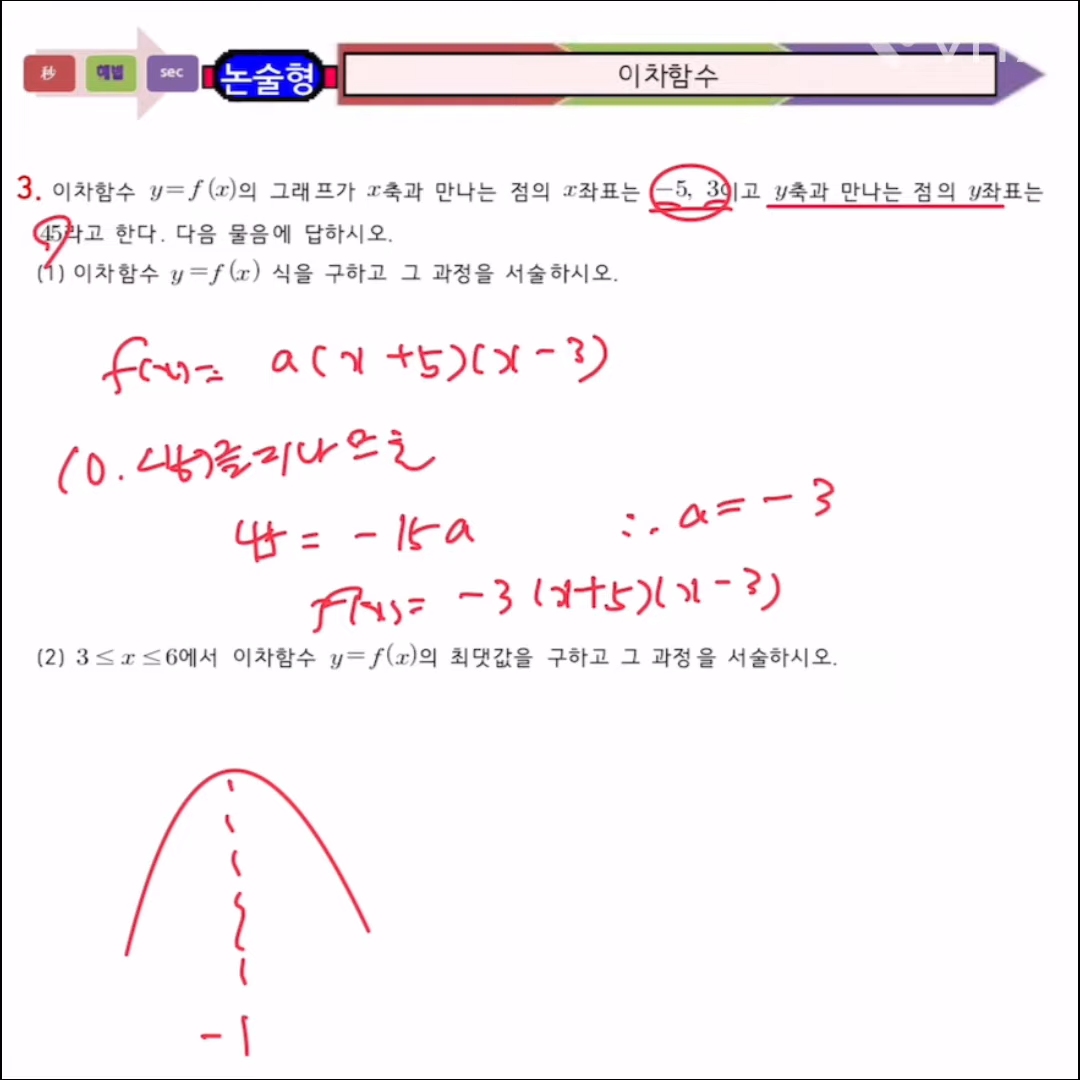 秒 예법 sec 논술형 이차함수
3. 이차함수 y=f(x)의 그래프가 x축과 만나는 점의 x좌표는 -5, 3이고 y축과 만나는 점의 y좌표는
45라고 한다. 다음 물음에 답하시오.
(1) 이차함수 y=f(x) 식을 구하고 그 과정을 서술하시오.
f(x)= a(x+5)(x-3)
(0. 45)를 지나므로
45 = -15a ∴ a=-3
f(x)= -3(x+5)(x-3)
(2) 3≤x≤6에서 이차함수 y=f(x)의 최댓값을 구하고 그 과정을 서술하시오.
-1